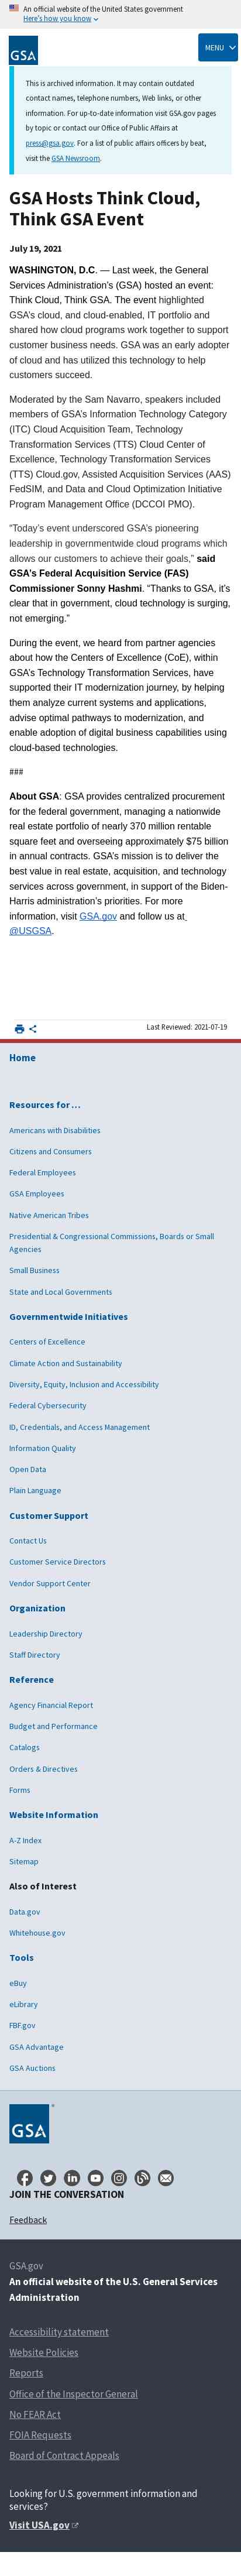 An official website of the United States government
Here's how you know
GSA
MENU
This is archived information. It may contain outdated
contact names, telephone numbers, Web links, or other
information. For up-to-date information visit GSA.gov pages
by topic or contact our Office of Public Affairs at
press@gsa.gov. For a list of public affairs officers by beat,
visit the GSA Newsroom.
GSA Hosts Think Cloud,
Think GSA Event
July 19, 2021
WASHINGTON, D.C. — Last week, the General
Services Administration's (GSA) hosted an event:
Think Cloud, Think GSA. The event highlighted
GSA's cloud, and cloud-enabled, IT portfolio and
shared how cloud programs work together to support
customer business needs. GSA was an early adopter
of cloud and has utilized this technology to help
customers succeed.
Moderated by the Sam Navarro, speakers included
members of GSA's Information Technology Category
(ITC) Cloud Acquisition Team, Technology
Transformation Services (TTS) Cloud Center of
Excellence, Technology Transformation Services
(TTS) Cloud.gov, Assisted Acquisition Services (AAS)
FedSIM, and Data and Cloud Optimization Initiative
Program Management Office (DCCOI PMO).
"Today's event underscored GSA's pioneering
leadership in governmentwide cloud programs which
allows our customers to achieve their goals," said
GSA's Federal Acquisition Service (FAS)
Commissioner Sonny Hashmi. "Thanks to GSA, it's
clear that in government, cloud technology is surging,
not emerging."
During the event, we heard from partner agencies
about how the Centers of Excellence (CoE), within
GSA's Technology Transformation Services, have
supported their IT modernization journey, by helping
them analyze current systems and software,
advise optimal pathways to modernization, and
enable adoption of digital business capabilities using
cloud-based technologies.
###
About GSA: GSA provides centralized procurement
for the federal government, managing a nationwide
real estate portfolio of nearly 370 million rentable
square feet and overseeing approximately $75 billion
in annual contracts. GSA's mission is to deliver the
best value in real estate, acquisition, and technology
services across government, in support of the Biden-
Harris administration's priorities. For more
information, visit GSA.gov and follow us at
@USGSA.
Last Reviewed: 2021-07-19
Home
Resources for …
Americans with Disabilities
Citizens and Consumers
Federal Employees
GSA Employees
Native American Tribes
Presidential & Congressional Commissions, Boards or Small
Agencies
Small Business
State and Local Governments
Governmentwide Initiatives
Centers of Excellence
Climate Action and Sustainability
Diversity, Equity, Inclusion and Accessibility
Federal Cybersecurity
ID, Credentials, and Access Management
Information Quality
Open Data
Plain Language
Customer Support
Contact Us
Customer Service Directors
Vendor Support Center
Organization
Leadership Directory
Staff Directory
Reference
Agency Financial Report
Budget and Performance
Catalogs
Orders & Directives
Forms
Website Information
A-Z Index
Sitemap
Also of Interest
Data.gov
Whitehouse.gov
Tools
eBuy
eLibrary
FBF.gov
GSA Advantage
GSA Auctions
GSA
JOIN THE CONVERSATION
Feedback
GSA.gov
An official website of the U.S. General Services
Administration
Accessibility statement
Website Policies
Reports
Office of the Inspector General
No FEAR Act
FOIA Requests
Board of Contract Appeals
Looking for U.S. government information and
services?
Visit USA.gov